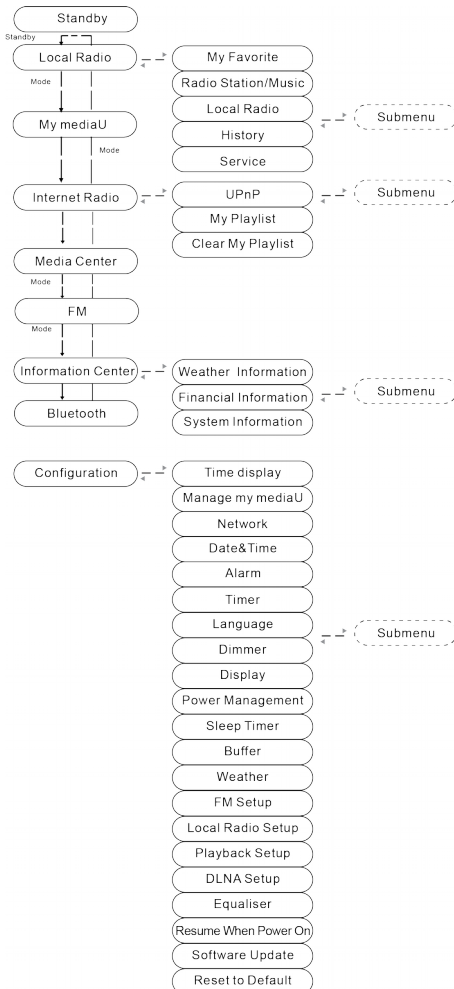 Standby
Standby
Local Radio
Mode
My mediaU
Mode
Internet Radio
Media Center
Mode
FM
Mode
Information Center
Bluetooth
My Favorite
Radio Station/Music
Local Radio
History
Service
Submenu
UPnP
My Playlist
Clear My Playlist
Submenu
Weather Information
Financial Information
System Information
Submenu
Configuration
Time display
Manage my mediaU
Network
Date&Time
Alarm
Timer
Language
Dimmer
Display
Power Management
Sleep Timer
Buffer
Weather
FM Setup
Local Radio Setup
Playback Setup
DLNA Setup
Equaliser
Resume When Power On
Software Update
Reset to Default
Submenu